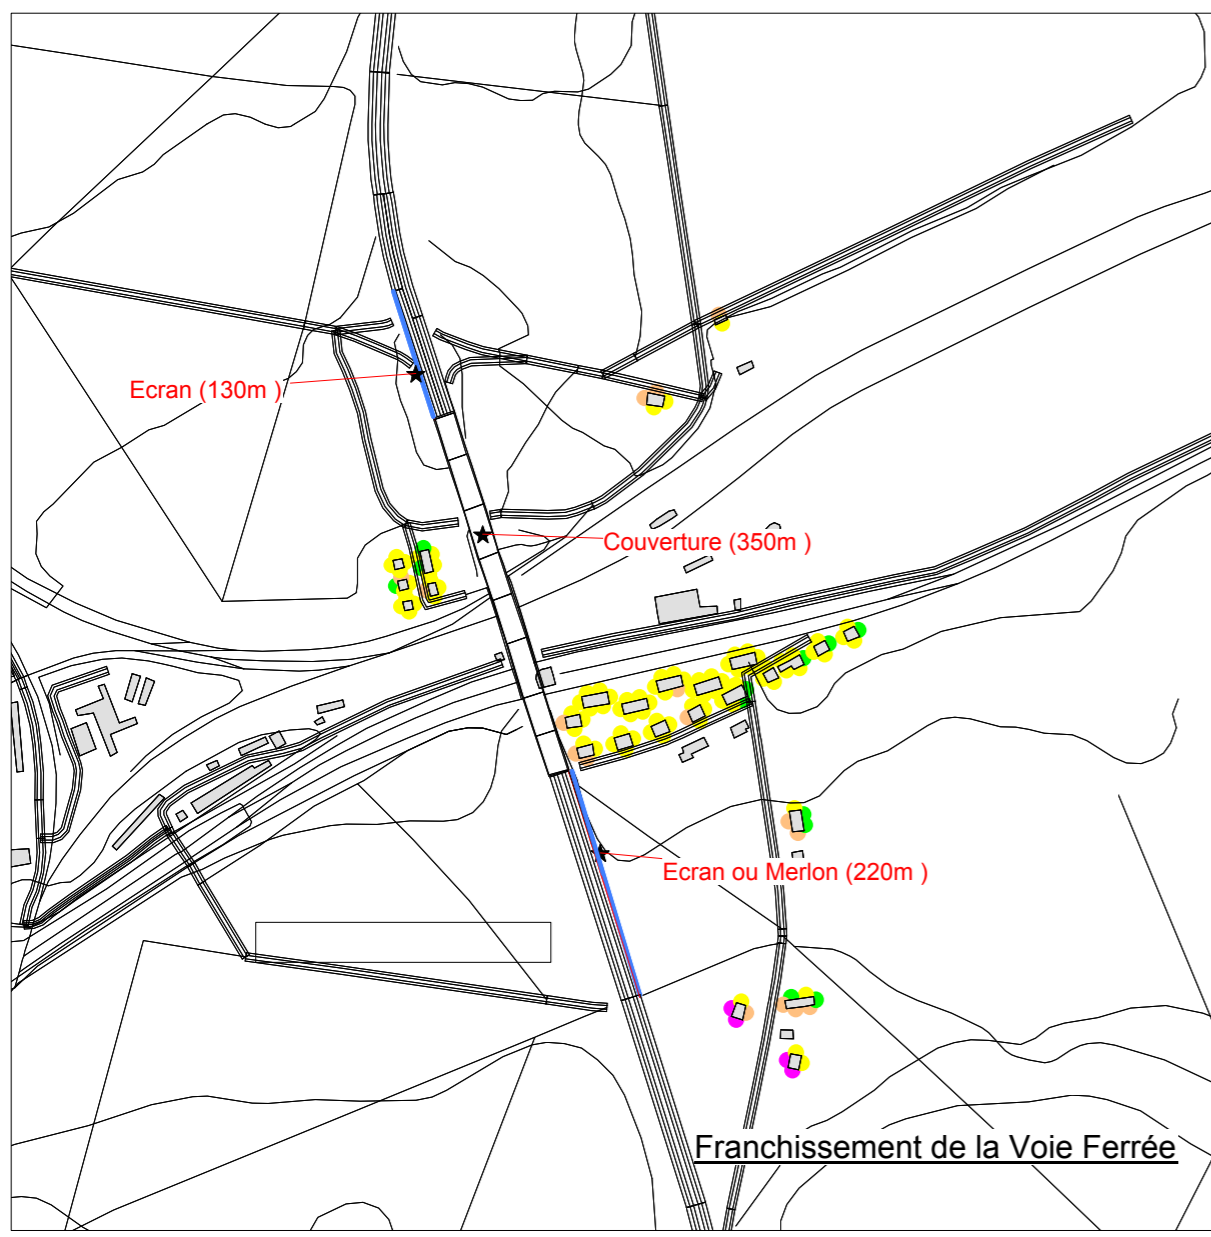 Ecran (130m )
Couverture (350m )
Ecran ou Merlon (220m )
Franchissement de la Voie Ferrée